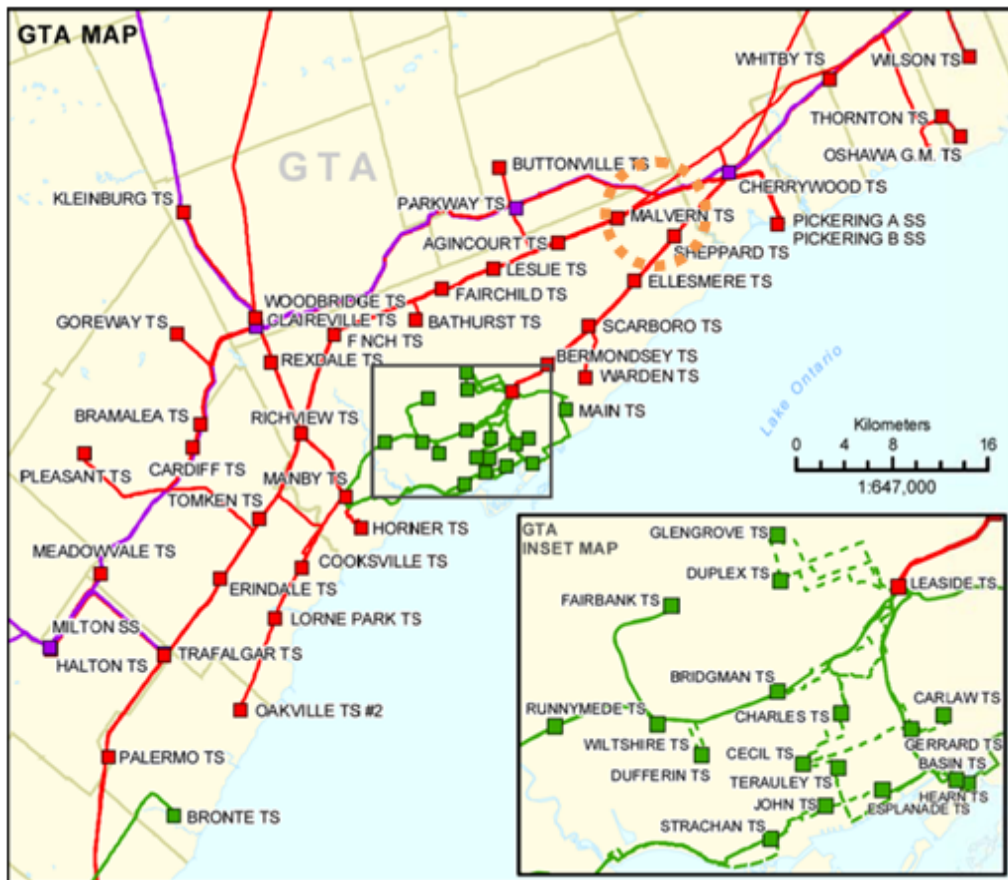 GTA MAP
WHITBY TS
WILSON TS
THORNTON TS
OSHAWA G.M. TS
GTA
BUTTONVILLE TS
CHERRYWOOD TS
KLEINBURG TS
PARKWAY TS
MALVERN TS
PICKERING A SS
PICKERING B SS
AGINCOURT TS
SHEPPARD TS
LESLIE TS
ELLESMERE TS
WOODBRIDGE TS
FAIRCHILD TS
CLAIREVILLE TS
GOREWAY TS
BATHURST TS
SCARBORO TS
F NCH TS
REXDALE TS
BERMONDSEY TS
WARDEN TS
Lake Ontario
BRAMALEA TS
RICHVIEW TS
MAIN TS
Kilometers
0 4 8 16
1:647,000
PLEASANT TS
CARDIFF TS
MANBY TS
TOMKEN TS
HORNER TS
MEADOWVALE TS
COOKSVILLE TS
ERINDALE TS
LORNE PARK TS
MILTON SS
HALTON TS
TRAFALGAR TS
OAKVILLE TS #2
PALERMO TS
BRONTE TS
GTA
INSET MAP
GLENGROVE TS
DUPLEX TS
LEASIDE TS
FAIRBANK TS
BRIDGMAN TS
CARLAW TS
RUNNYMEDE TS
CHARLES TS
WILTSHIRE TS
GERRARD TS
CECIL TS
BASIN TS
DUFFERIN TS
TERAULEY TS
HEARN TS
JOHN TS
ESPLANADE TS
STRACHAN TS